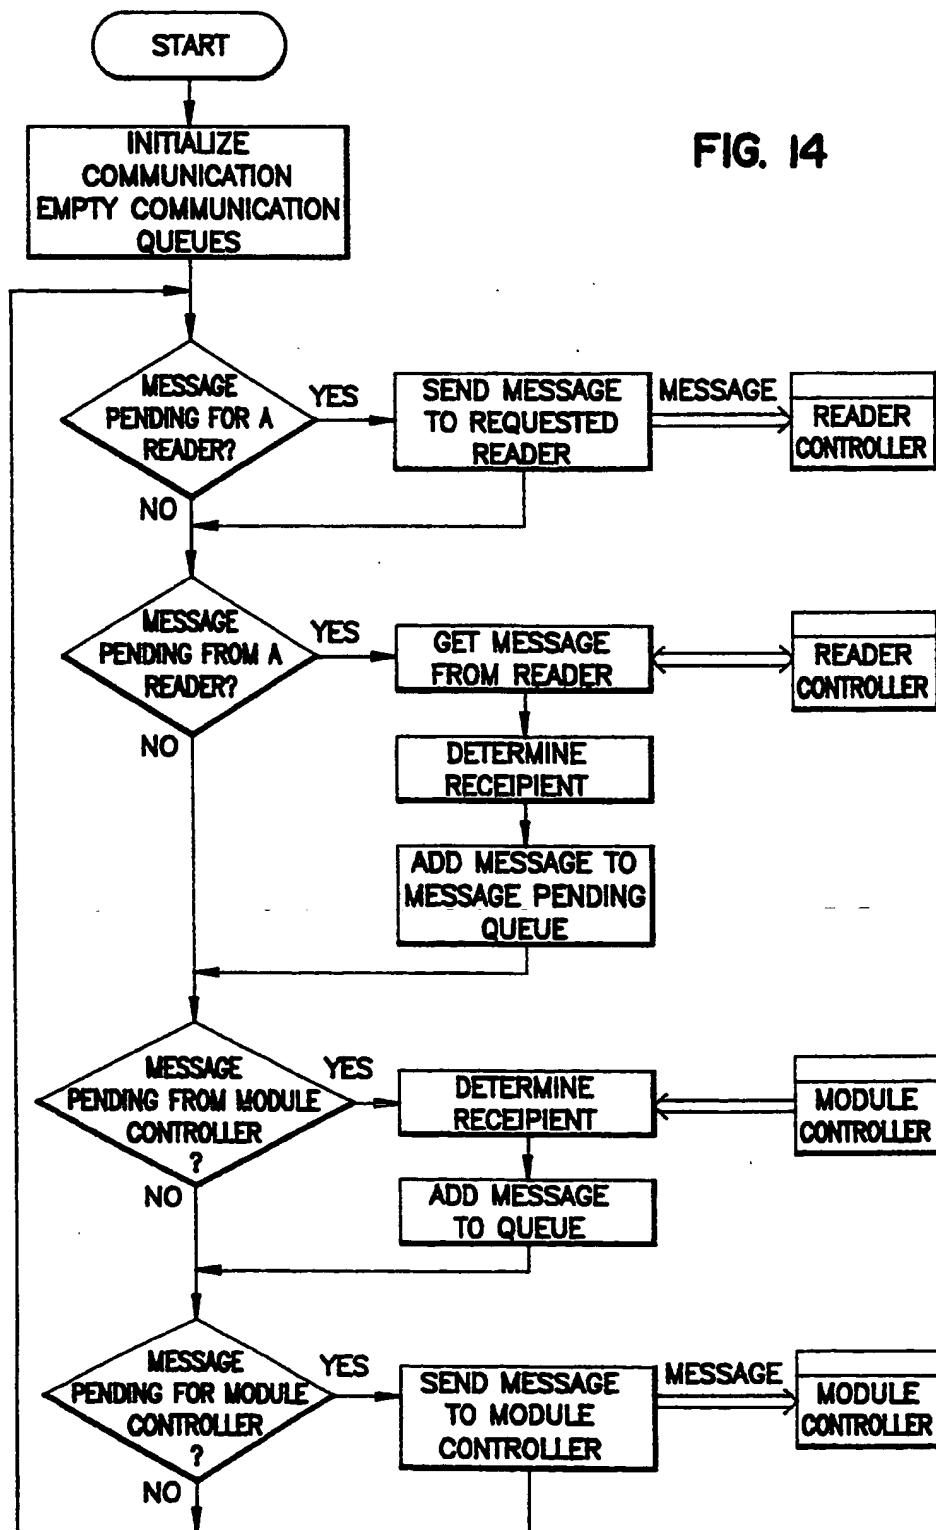 START
FIG. 14
INITIALIZE
COMMUNICATION
EMPTY COMMUNICATION
QUEUES
MESSAGE
PENDING FOR A
READER?
YES
NO
SEND MESSAGE
TO REQUESTED
READER
MESSAGE
READER
CONTROLLER
MESSAGE
PENDING FROM A
READER?
YES
NO
GET MESSAGE
FROM READER
READER
CONTROLLER
DETERMINE
RECEIPIENT
ADD MESSAGE TO
MESSAGE PENDING
QUEUE
MESSAGE
PENDING FROM MODULE
CONTROLLER
?
YES
NO
DETERMINE
RECEIPIENT
MODULE
CONTROLLER
ADD MESSAGE
TO QUEUE
MESSAGE
PENDING FOR MODULE
CONTROLLER
?
YES
NO
SEND MESSAGE
TO MODULE
CONTROLLER
MESSAGE
MODULE
CONTROLLER